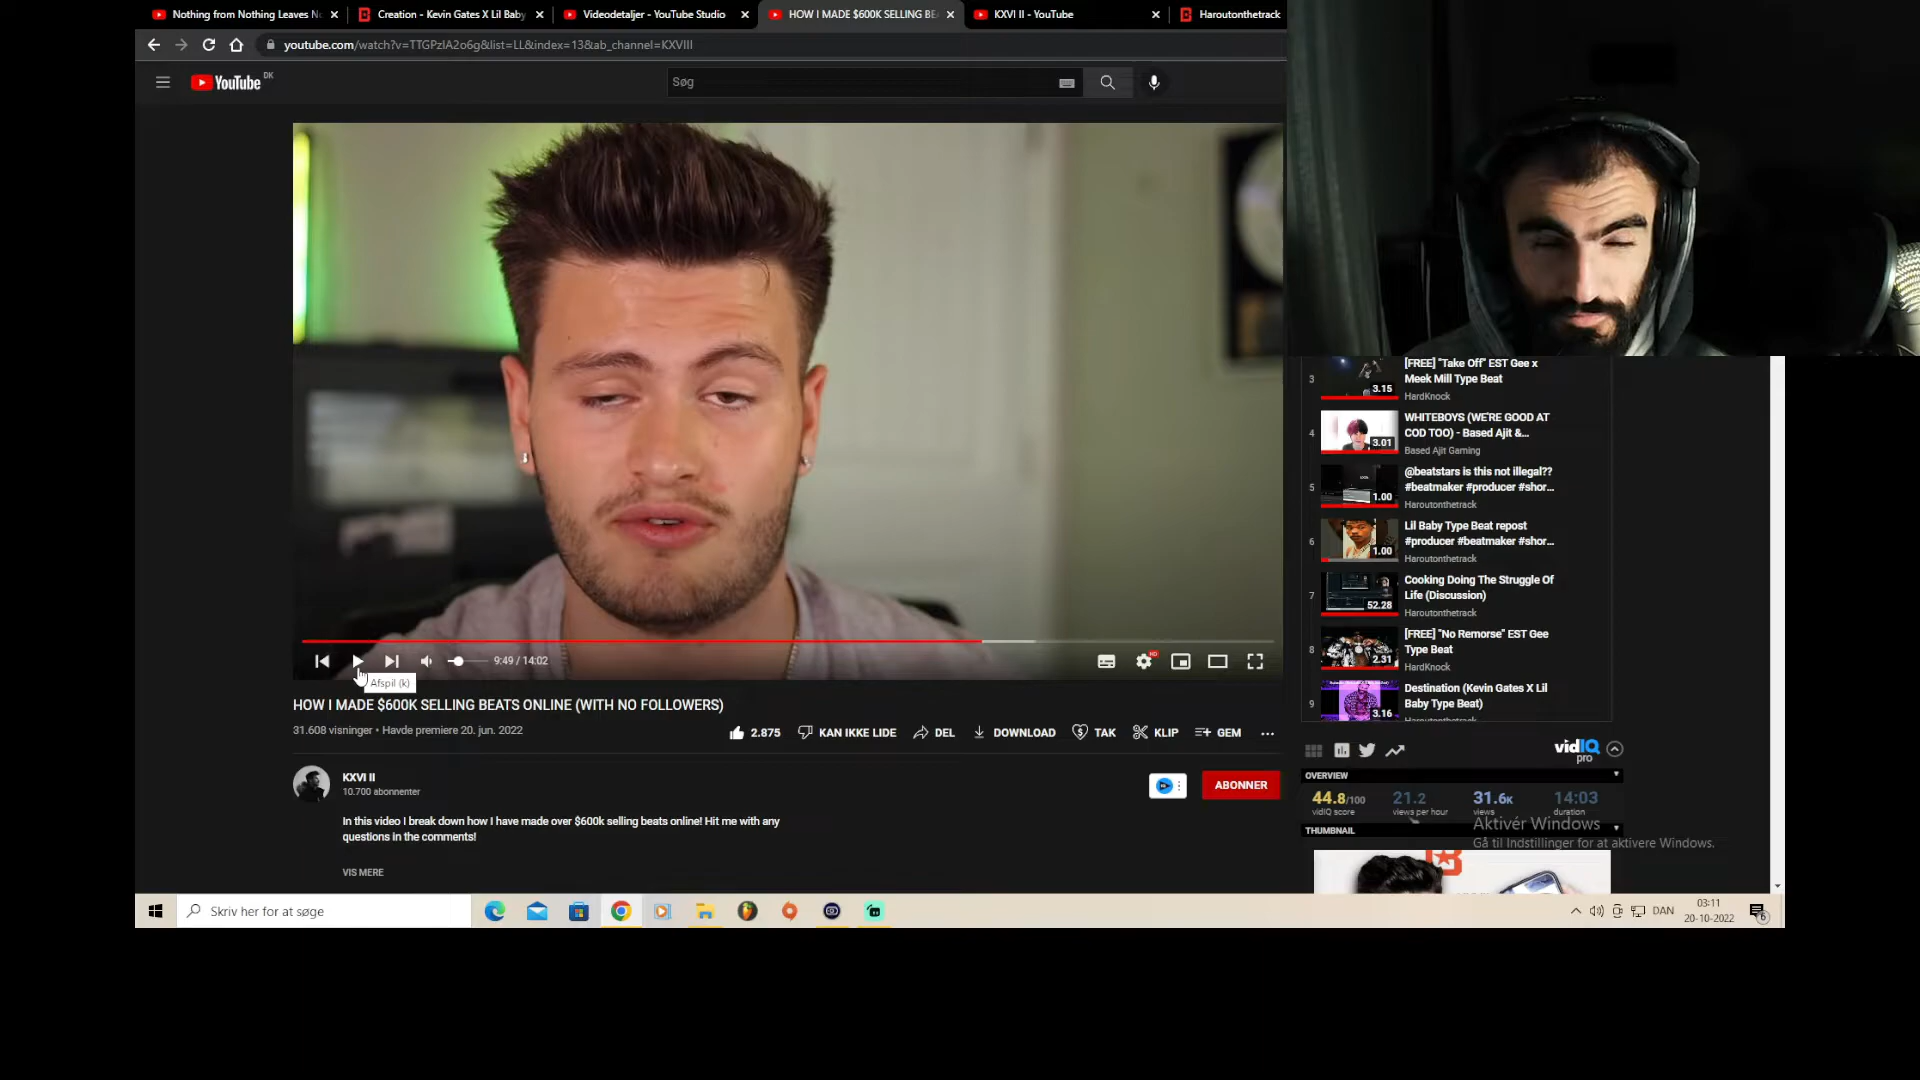 Nothing from Nothing Leaves N
Creation - Kevin Gates X Lil Baby
Videodetaljer - YouTube Studio
HOW I MADE $600K SELLING BE
KXVI II - YouTube
Haroutonthetrack
youtube.com/watch?v=TTGPzIA2o6g&list=LL&index=13&ab_channel=KXVIII
YouTube DK
Søg
9:49 / 14:02
HD
Afspil (k)
HOW I MADE $600K SELLING BEATS ONLINE (WITH NO FOLLOWERS)
31.608 visninger • Havde premiere 20. jun. 2022
2.875
KAN IKKE LIDE
DEL
DOWNLOAD
TAK
KLIP
GEM
KXVI II
10.700 abonnenter
ABONNER
In this video I break down how I have made over $600k selling beats online! Hit me with any
questions in the comments!
VIS MERE
3
3.15
[FREE] "Take Off" EST Gee x
Meek Mill Type Beat
HardKnock
4
3.01
WHITEBOYS (WE'RE GOOD AT
COD TOO) - Based Ajit &...
Based Ajit Gaming
5
1.00
@beatstars is this not illegal??
#beatmaker #producer #shor...
Haroutonthetrack
6
1.00
Lil Baby Type Beat repost
#producer #beatmaker #shor...
Haroutonthetrack
7
52.28
Cooking Doing The Struggle Of
Life (Discussion)
Haroutonthetrack
8
2.31
[FREE] "No Remorse" EST Gee
Type Beat
HardKnock
9
3.16
Destination (Kevin Gates X Lil
Baby Type Beat)
Haroutonthetrack
vidIQ
pro
OVERVIEW
44.8/100
vidIQ score
21.2
views per hour
31.6K
views
14:03
duration
THUMBNAIL
Aktivér Windows
Gå til Indstillinger for at aktivere Windows.
Skriv her for at søge
DAN
03:11
20-10-2022
6